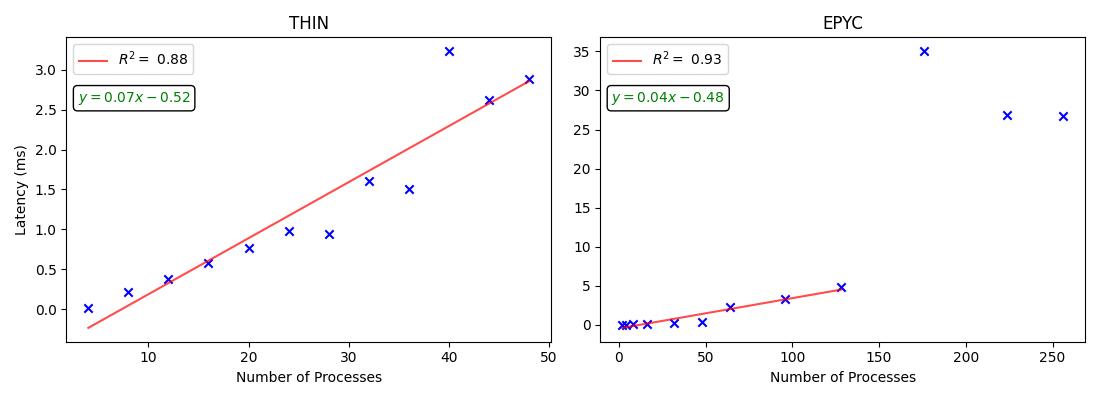 THIN
R² = 0.88
y = 0.07x − 0.52
3.0
2.5
2.0
1.5
1.0
0.5
0.0
Latency (ms)
10 20 30 40 50
Number of Processes
EPYC
R² = 0.93
y = 0.04x − 0.48
35
30
25
20
15
10
5
0
0 50 100 150 200 250
Number of Processes